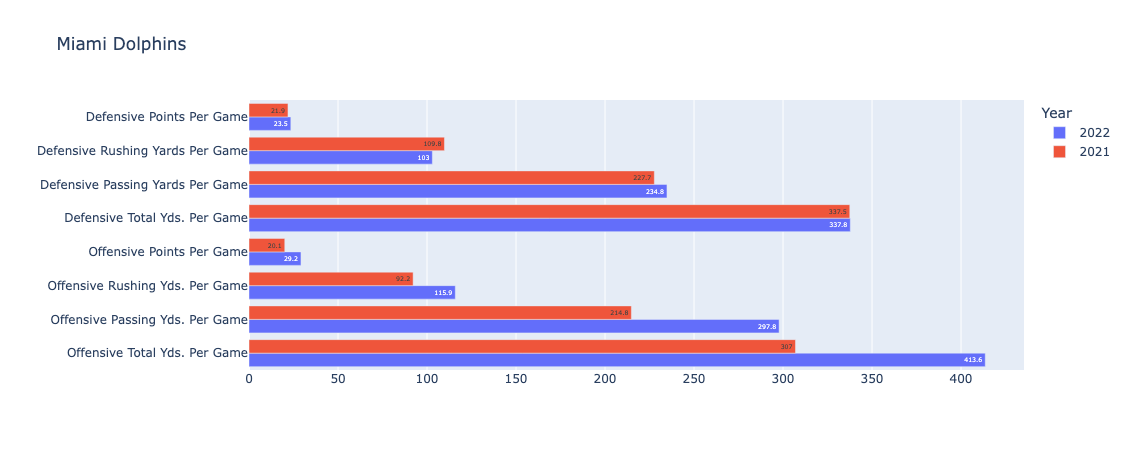 Miami Dolphins
Year
2022
2021
Defensive Points Per Game
21.9
23.5
Defensive Rushing Yards Per Game
109.8
103
Defensive Passing Yards Per Game
227.7
234.8
Defensive Total Yds. Per Game
337.5
337.8
Offensive Points Per Game
20.1
29.2
Offensive Rushing Yds. Per Game
92.2
115.9
Offensive Passing Yds. Per Game
214.8
297.8
Offensive Total Yds. Per Game
307
413.6
0 50 100 150 200 250 300 350 400